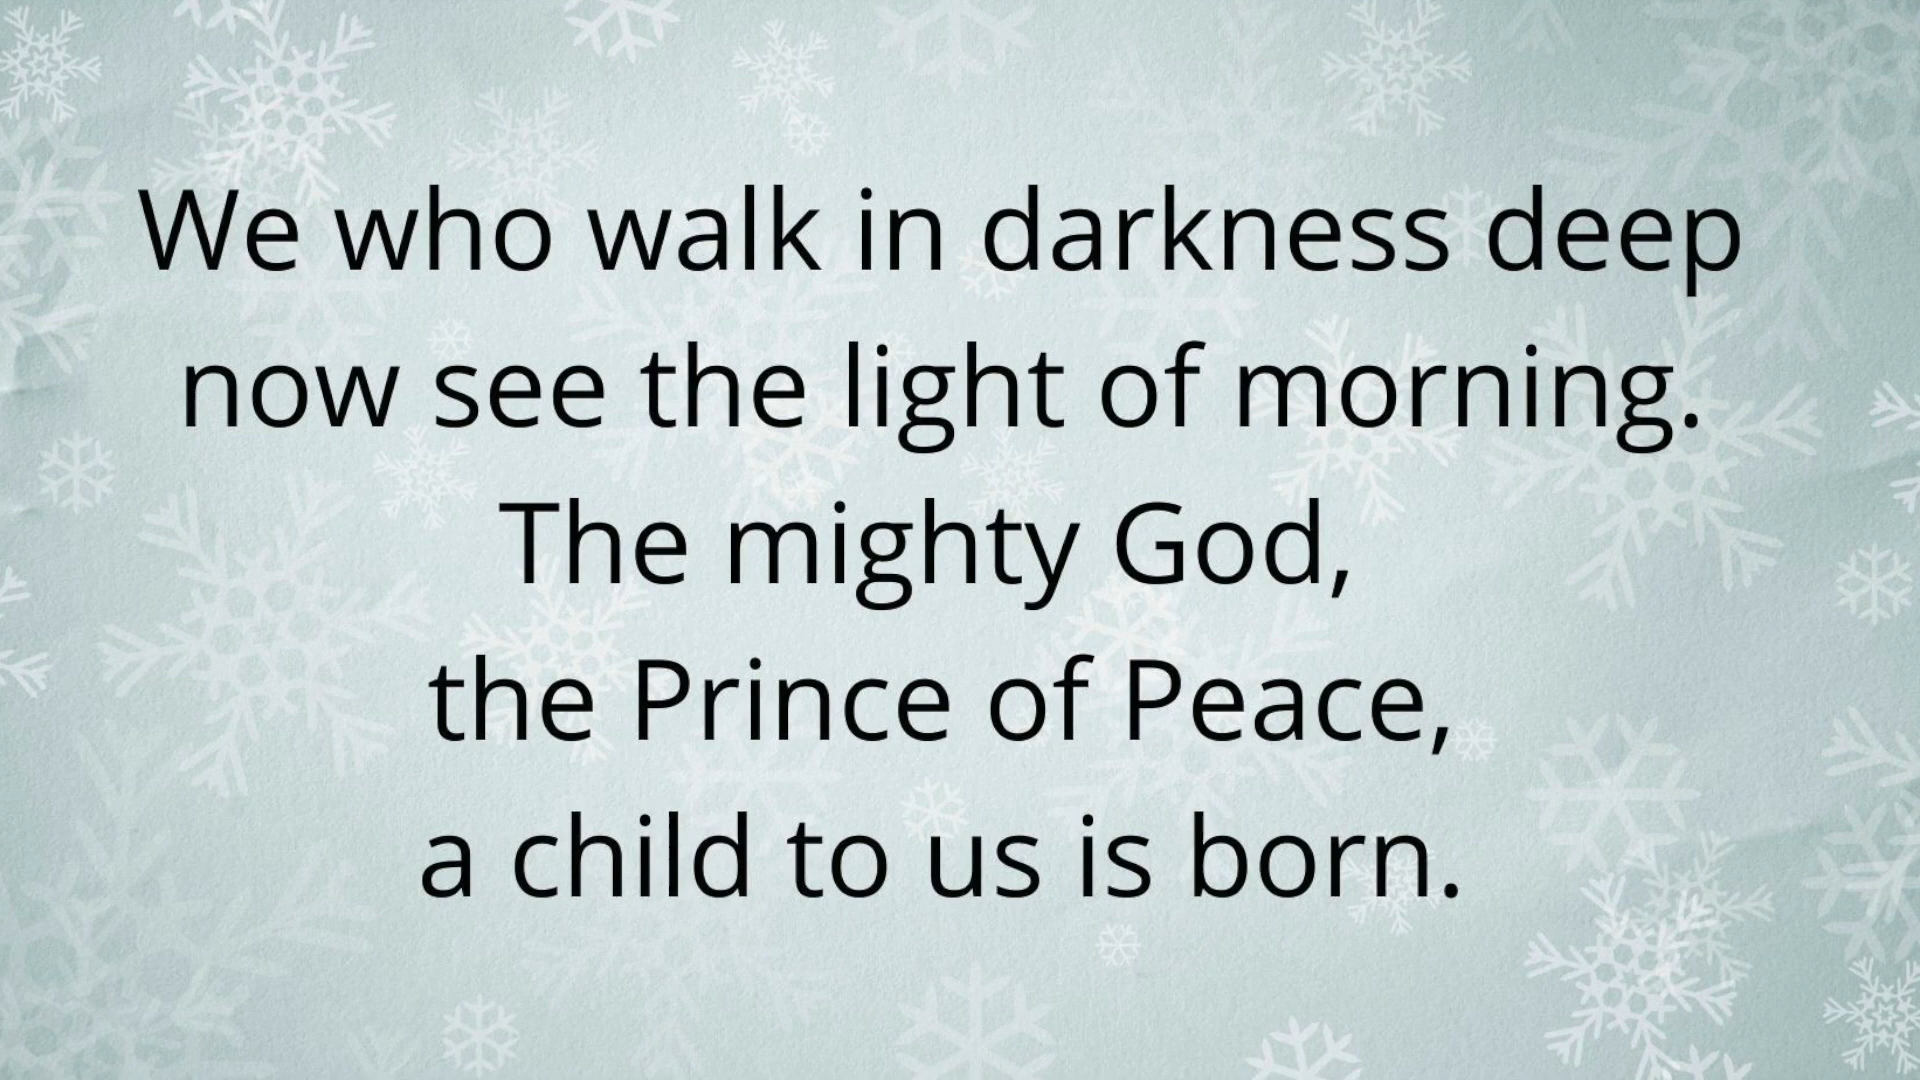 We who walk in darkness deep
now see the light of morning.
The mighty God,
the Prince of Peace,
a child to us is born.